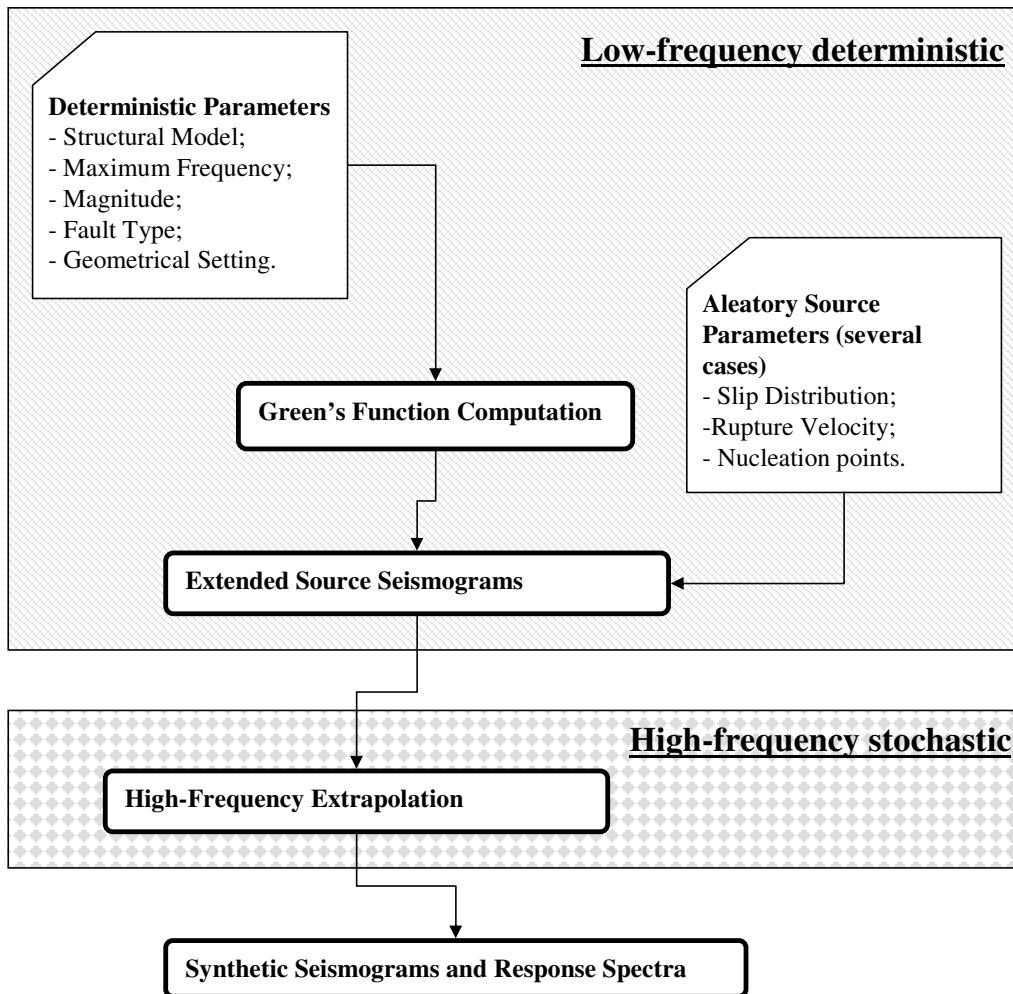 Low-frequency deterministic
Deterministic Parameters
- Structural Model;
- Maximum Frequency;
- Magnitude;
- Fault Type;
- Geometrical Setting.
Aleatory Source
Parameters (several
cases)
- Slip Distribution;
-Rupture Velocity;
- Nucleation points.
Green’s Function Computation
Extended Source Seismograms
High-frequency stochastic
High-Frequency Extrapolation
Synthetic Seismograms and Response Spectra